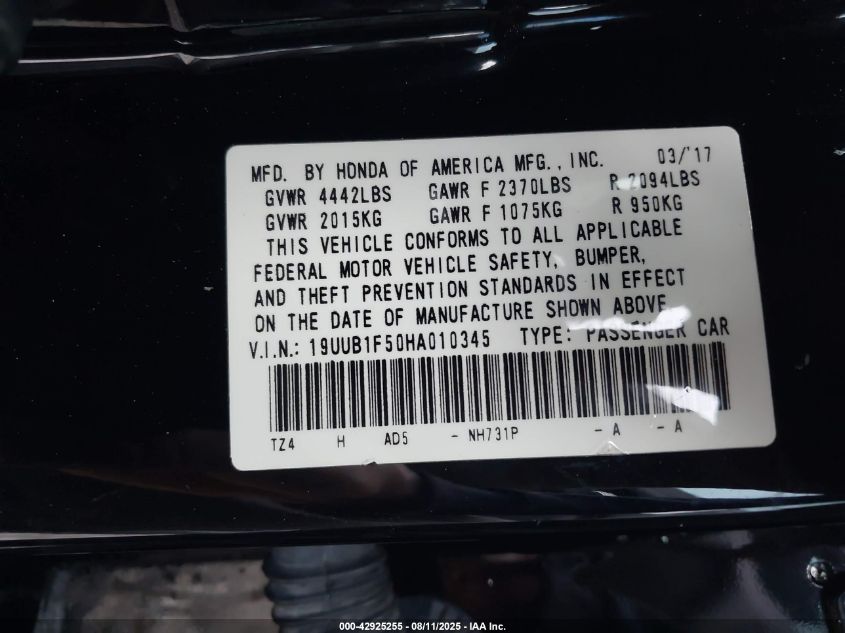 MFD. BY HONDA OF AMERICA MFG., INC. 03/'17
GVWR 4442LBS GAWR F 2370LBS R 2094LBS
GVWR 2015KG GAWR F 1075KG R 950KG
THIS VEHICLE CONFORMS TO ALL APPLICABLE
FEDERAL MOTOR VEHICLE SAFETY, BUMPER,
AND THEFT PREVENTION STANDARDS IN EFFECT
ON THE DATE OF MANUFACTURE SHOWN ABOVE
V.I.N.: 19UUB1F50HA010345 TYPE: PASSENGER CAR
TZ4 H AD5 - NH731P - A - A
000-42925255 - 08/11/2025 - IAA Inc.